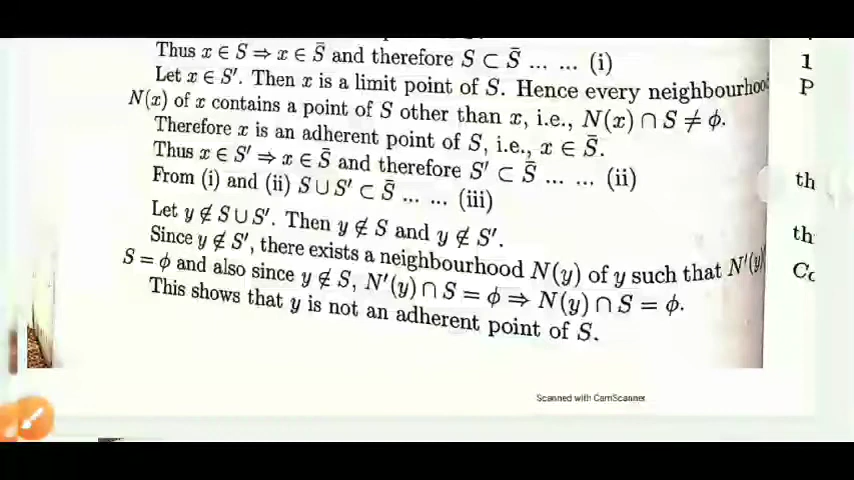 Thus x ∈ S ⇒ x ∈ S̄ and therefore S ⊂ S̄ ... ... (i)
Let x ∈ S′. Then x is a limit point of S. Hence every neighbourhood
N(x) of x contains a point of S other than x, i.e., N(x) ∩ S ≠ ϕ.
Therefore x is an adherent point of S, i.e., x ∈ S̄.
Thus x ∈ S′ ⇒ x ∈ S̄ and therefore S′ ⊂ S̄ ... ... (ii)
From (i) and (ii) S ∪ S′ ⊂ S̄ ... ... (iii)
Let y ∉ S ∪ S′. Then y ∉ S and y ∉ S′.
Since y ∉ S′, there exists a neighbourhood N(y) of y such that N′(y)
S = ϕ and also since y ∉ S, N′(y) ∩ S = ϕ ⇒ N(y) ∩ S = ϕ.
This shows that y is not an adherent point of S.
Scanned with CamScanner
1
P
th
th